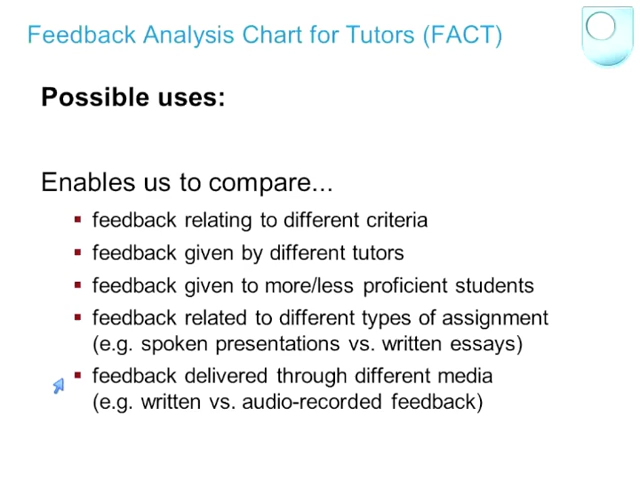 Feedback Analysis Chart for Tutors (FACT)
Possible uses:
Enables us to compare...
feedback relating to different criteria
feedback given by different tutors
feedback given to more/less proficient students
feedback related to different types of assignment
(e.g. spoken presentations vs. written essays)
feedback delivered through different media
(e.g. written vs. audio-recorded feedback)